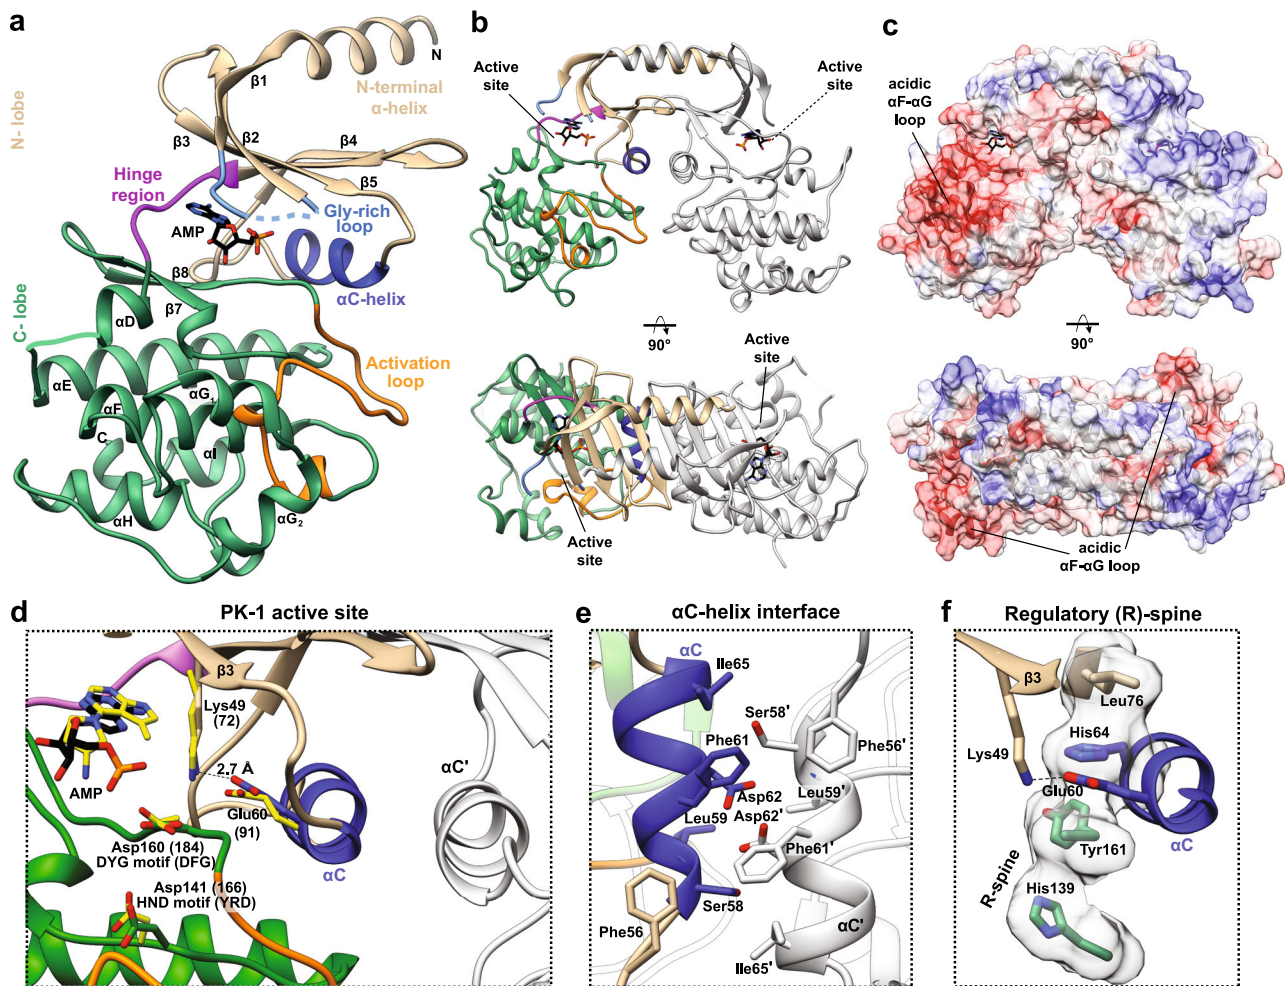 a
N- lobe
C- lobe
N
β1
N-terminal
α-helix
β3
β2
β4
β5
Hinge
region
Gly-rich
loop
AMP
β8
αC-helix
αD
β7
Activation
loop
αE
αG1
αF
C
αI
αH
αG2
b
Active
site
Active
site
90°
Active
site
Active
site
c
acidic
αF-αG
loop
90°
acidic
αF-αG loop
d
PK-1 active site
β3
Lys49
(72)
2.7 Å
AMP
Glu60
(91)
Asp160 (184)
DYG motif (DFG)
αC
αC'
Asp141 (166)
HND motif (YRD)
e
αC-helix interface
αC
Ile65
Ser58'
Phe61
Phe56'
Asp62
Leu59'
Asp62'
Leu59
Phe61'
Ser58
Phe56
αC'
Ile65'
f
Regulatory (R)-spine
β3
Leu76
His64
Lys49
Glu60
Tyr161
αC
R-spine
His139